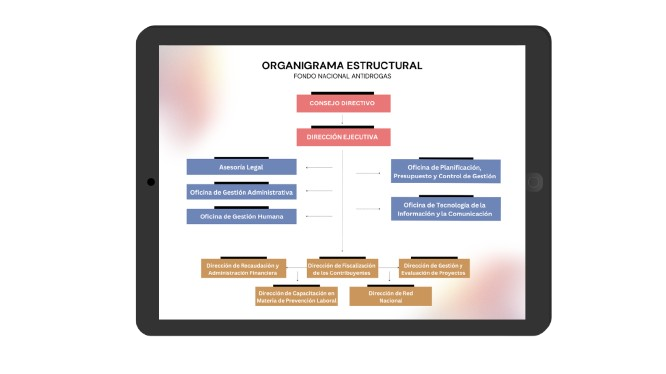 ORGANIGRAMA ESTRUCTURAL
FONDO NACIONAL ANTIDROGAS
CONSEJO DIRECTIVO
DIRECCIÓN EJECUTIVA
Asesoría Legal
Oficina de Gestión Administrativa
Oficina de Gestión Humana
Oficina de Planificación,
Presupuesto y Control de Gestión
Oficina de Tecnología de la
Información y la Comunicación
Dirección de Recaudación y
Administración Financiera
Dirección de Fiscalización
de los Contribuyentes
Dirección de Gestión y
Evaluación de Proyectos
Dirección de Capacitación en
Materia de Prevención Laboral
Dirección de Red
Nacional